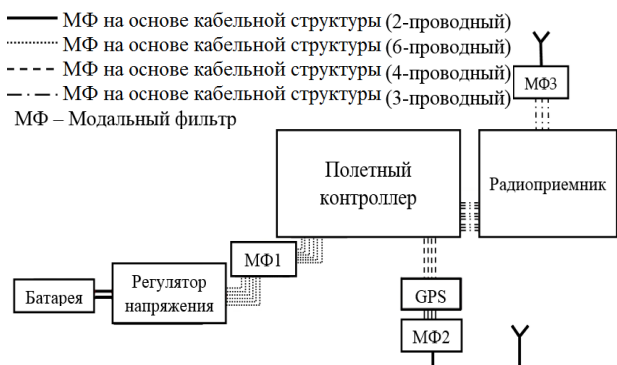 МФ на основе кабельной структуры (2-проводный)
МФ на основе кабельной структуры (6-проводный)
МФ на основе кабельной структуры (4-проводный)
МФ на основе кабельной структуры (3-проводный)
МФ – Модальный фильтр
МФ3
Полетный
контроллер
Радиоприемник
МФ1
Батарея
Регулятор
напряжения
GPS
МФ2